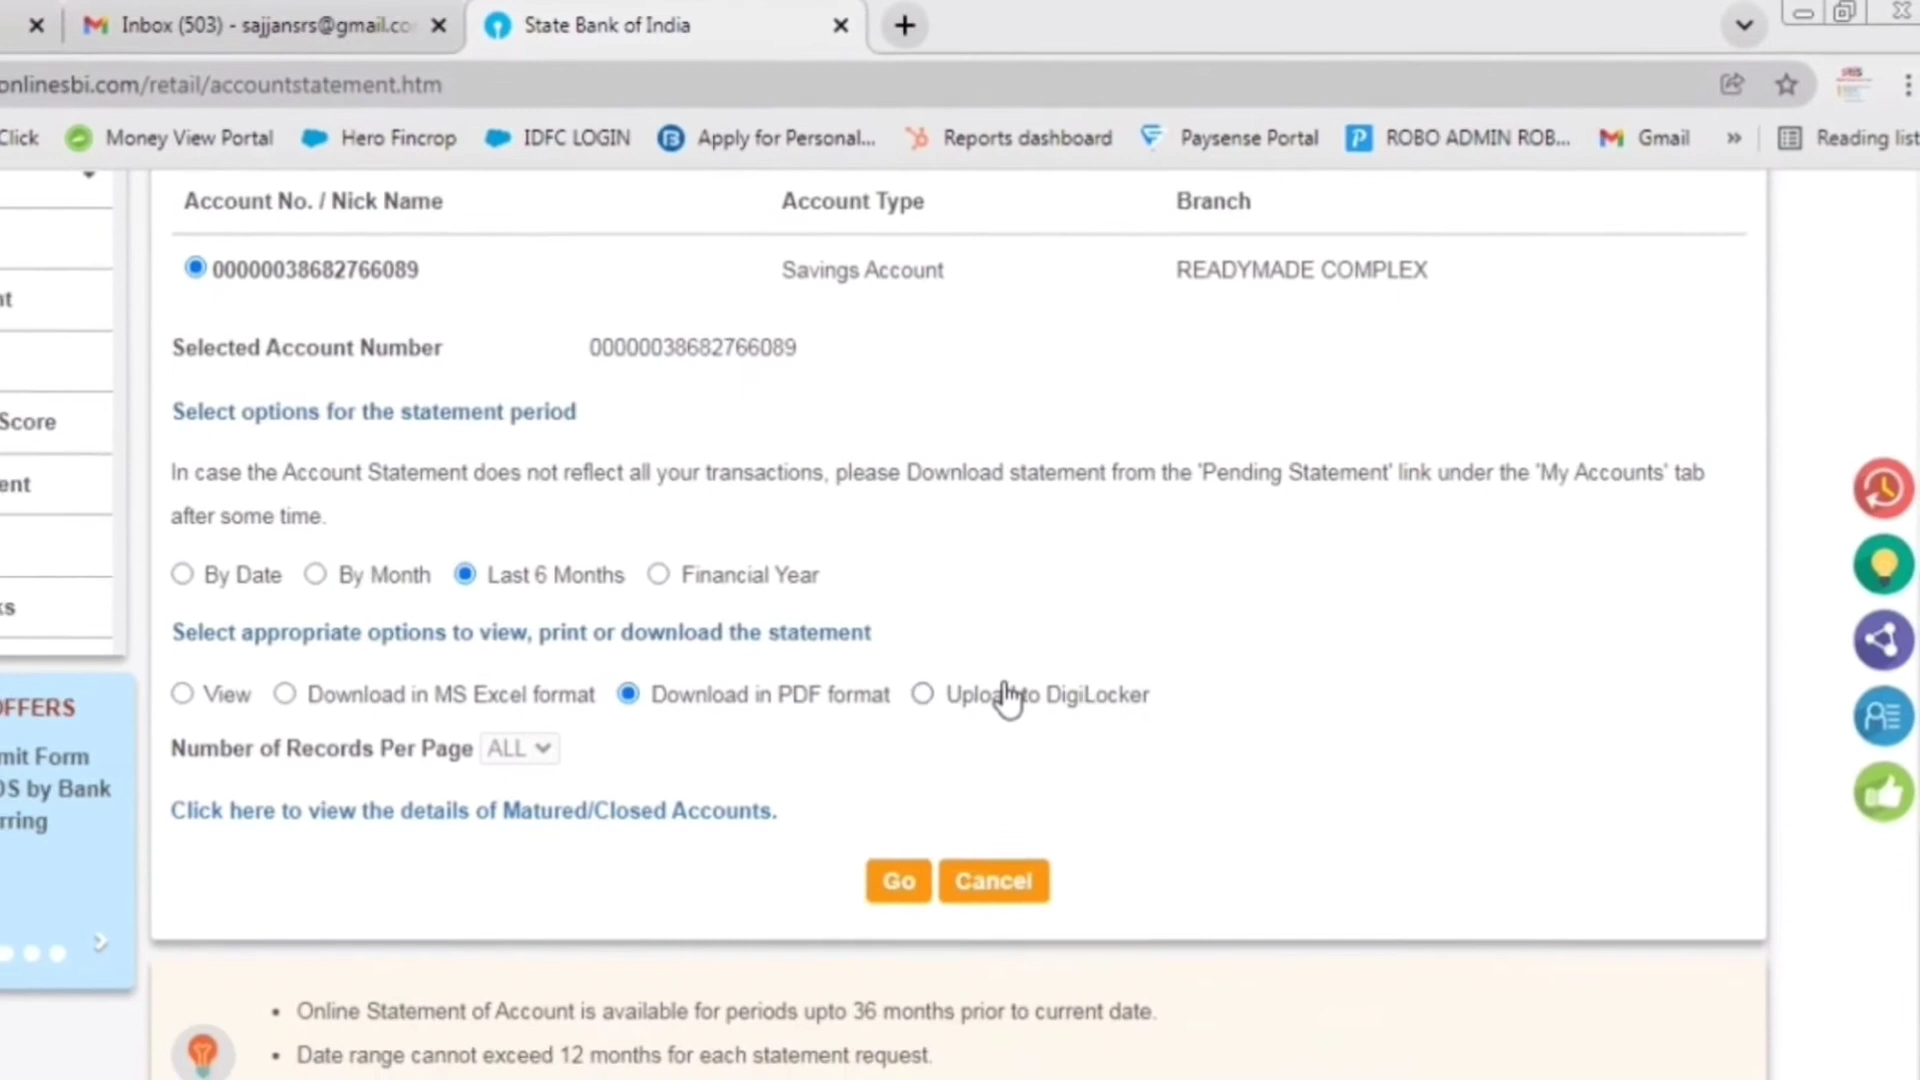 Inbox (503) - sajjansrs@gmail.co
State Bank of India
onlinesbi.com/retail/accountstatement.htm
Click
Money View Portal
Hero Fincrop
IDFC LOGIN
Apply for Personal...
Reports dashboard
Paysense Portal
ROBO ADMIN ROB...
Gmail
»
Reading list
Account No. / Nick Name
Account Type
Branch
00000038682766089
Savings Account
READYMADE COMPLEX
nt
Selected Account Number
00000038682766089
Select options for the statement period
Score
In case the Account Statement does not reflect all your transactions, please Download statement from the 'Pending Statement' link under the 'My Accounts' tab
after some time.
ent
By Date
By Month
Last 6 Months
Financial Year
ks
Select appropriate options to view, print or download the statement
View
Download in MS Excel format
Download in PDF format
Upload to DigiLocker
OFFERS
Number of Records Per Page ALL
mit Form
DS by Bank
rring
Click here to view the details of Matured/Closed Accounts.
Go
Cancel
• Online Statement of Account is available for periods upto 36 months prior to current date.
• Date range cannot exceed 12 months for each statement request.